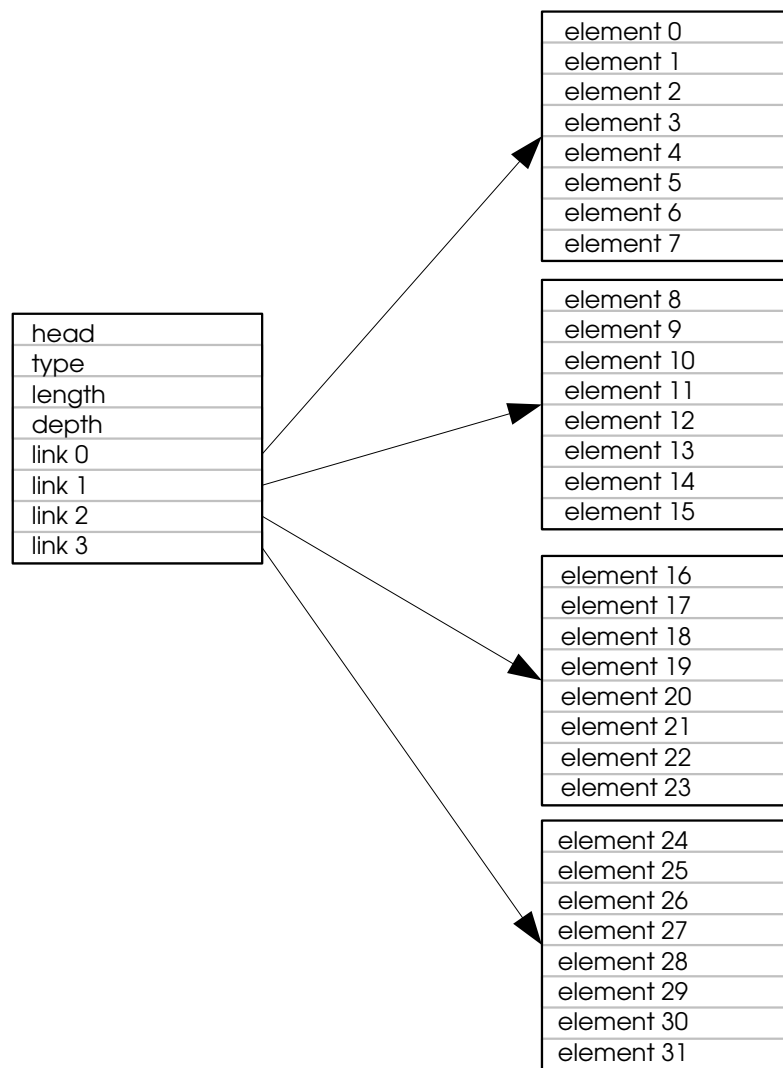 head
type
length
depth
link 0
link 1
link 2
link 3
element 0
element 1
element 2
element 3
element 4
element 5
element 6
element 7
element 8
element 9
element 10
element 11
element 12
element 13
element 14
element 15
element 16
element 17
element 18
element 19
element 20
element 21
element 22
element 23
element 24
element 25
element 26
element 27
element 28
element 29
element 30
element 31